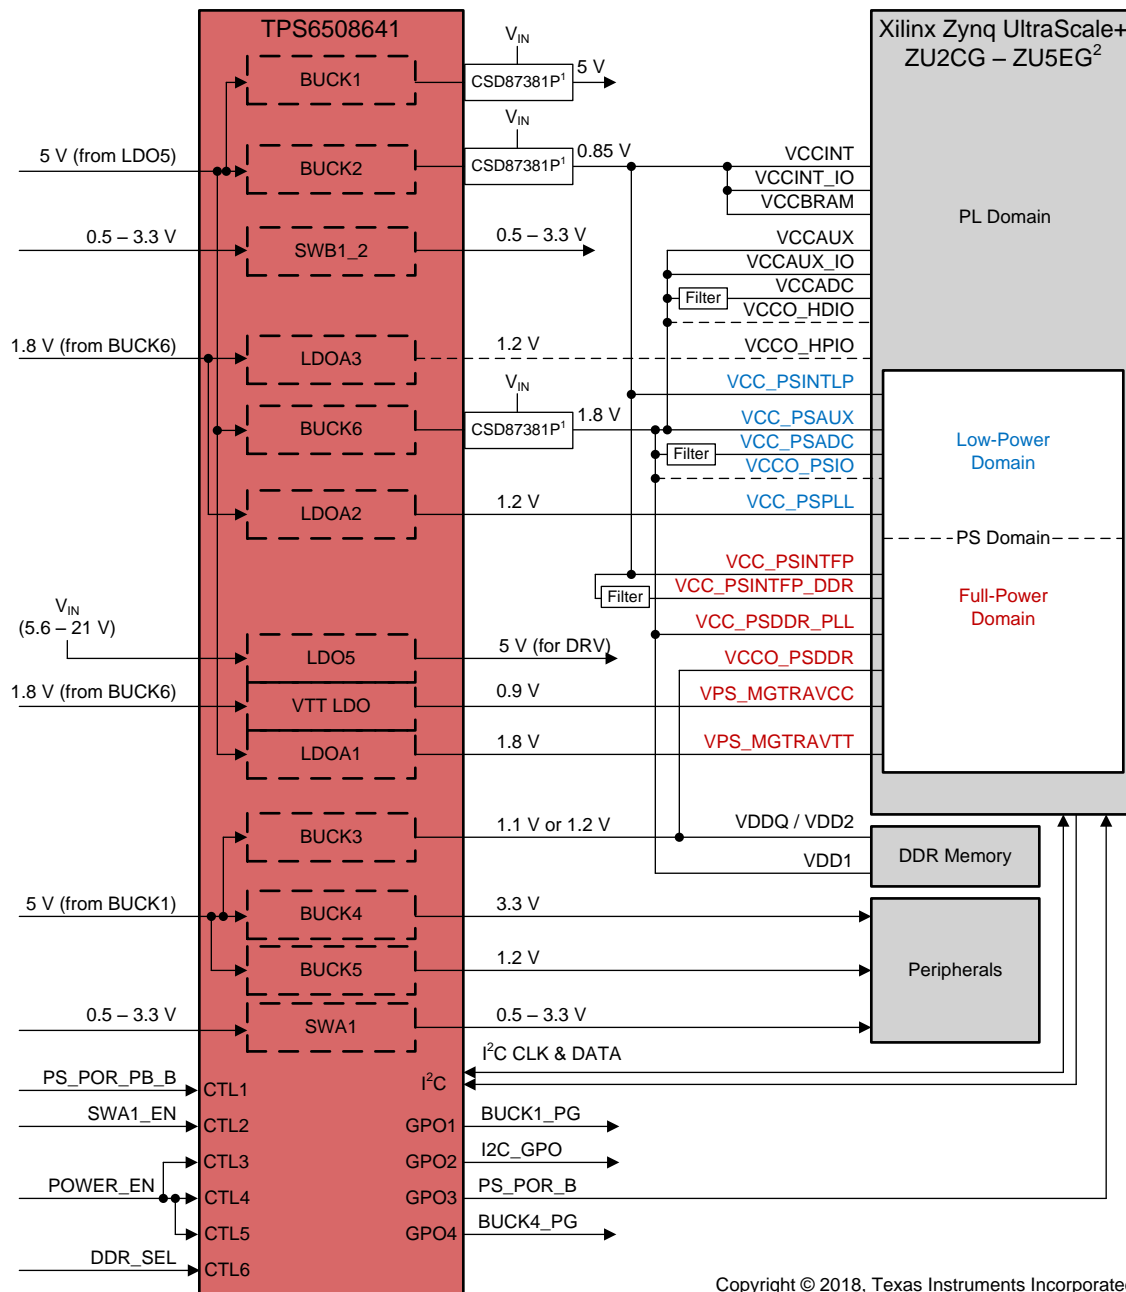 TPS6508641
Xilinx Zynq UltraScale+
ZU2CG – ZU5EG2
VIN
BUCK1
CSD87381P1
5 V
VIN
5 V (from LDO5)
BUCK2
CSD87381P1
0.85 V
VCCINT
VCCINT_IO
VCCBRAM
PL Domain
0.5 – 3.3 V
SWB1_2
0.5 – 3.3 V
VCCAUX
VCCAUX_IO
VCCADC
Filter
VCCO_HDIO
1.8 V (from BUCK6)
LDOA3
1.2 V
VCCO_HPIO
VIN
VCC_PSINTLP
BUCK6
CSD87381P1
1.8 V
VCC_PSAUX
VCC_PSADC
Filter
VCCO_PSIO
Low-Power
Domain
LDOA2
1.2 V
VCC_PSPLL
PS Domain
VCC_PSINTFP
VCC_PSINTFP_DDR
Filter
Full-Power
Domain
VIN
(5.6 – 21 V)
VCC_PSDDR_PLL
LDO5
5 V (for DRV)
VCCO_PSDDR
1.8 V (from BUCK6)
VTT LDO
0.9 V
VPS_MGTRAVCC
LDOA1
1.8 V
VPS_MGTRAVTT
BUCK3
1.1 V or 1.2 V
VDDQ / VDD2
VDD1
DDR Memory
5 V (from BUCK1)
BUCK4
3.3 V
BUCK5
1.2 V
Peripherals
0.5 – 3.3 V
SWA1
0.5 – 3.3 V
I2C CLK & DATA
I2C
PS_POR_PB_B
CTL1
SWA1_EN
CTL2
GPO1
BUCK1_PG
CTL3
GPO2
I2C_GPO
POWER_EN
CTL4
GPO3
PS_POR_B
CTL5
GPO4
BUCK4_PG
DDR_SEL
CTL6
Copyright © 2018, Texas Instruments Incorporated